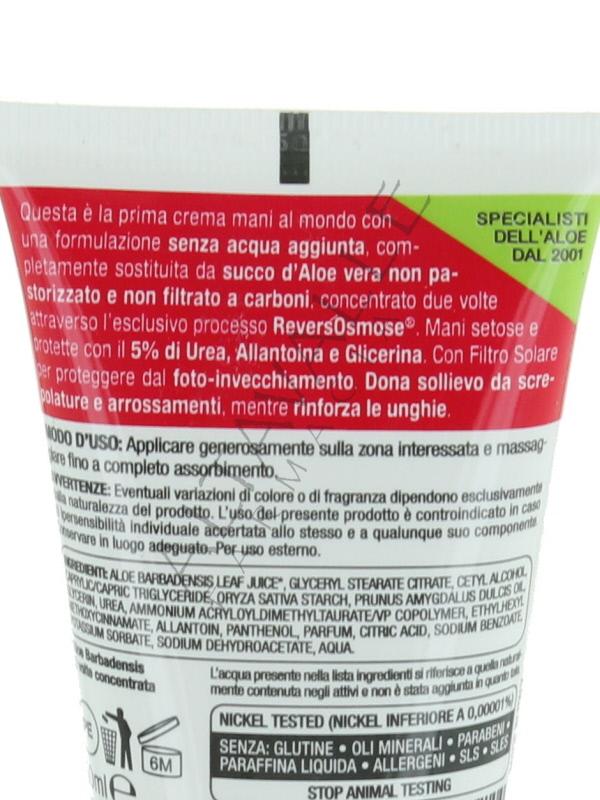 Questa è la prima crema mani al mondo con
una formulazione senza acqua aggiunta, com-
pletamente sostituita da succo d'Aloe vera non pa-
storizzato e non filtrato a carboni, concentrato due volte
attraverso l'esclusivo processo ReversOsmose®. Mani setose e
protette con il 5% di Urea, Allantoina e Glicerina. Con Filtro Solare
per proteggere dal foto-invecchiamento. Dona sollievo da scre-
polature e arrossamenti, mentre rinforza le unghie.
SPECIALISTI
DELL'ALOE
DAL 2001
MODO D'USO: Applicare generosamente sulla zona interessata e massag-
giare fino a completo assorbimento.
AVVERTENZE: Eventuali variazioni di colore o di fragranza dipendono esclusivamente
dalla naturalezza del prodotto. L'uso del presente prodotto è controindicato in caso
ipersensibilità individuale accertata allo stesso e a qualunque suo componente.
Conservare in luogo adeguato. Per uso esterno.
INGREDIENTI: ALOE BARBADENSIS LEAF JUICE*, GLYCERYL STEARATE CITRATE, CETYL ALCOHOL,
CAPRYLIC/CAPRIC TRIGLYCERIDE, ORYZA SATIVA STARCH, PRUNUS AMYGDALUS DULCIS OIL,
GLYCERIN, UREA, AMMONIUM ACRYLOYLDIMETHYLTAURATE/VP COPOLYMER, ETHYLHEXYL
METHOXYCINNAMATE, ALLANTOIN, PANTHENOL, PARFUM, CITRIC ACID, SODIUM BENZOATE,
POTASSIUM SORBATE, SODIUM DEHYDROACETATE, AQUA.
Aloe Barbadensis
volte concentrata
L'acqua presente nella lista ingredienti si riferisce a quella natural-
mente contenuta negli attivi e non è stata aggiunta in quanto tale.
NICKEL TESTED (NICKEL INFERIORE A 0,00001%)
SENZA: GLUTINE • OLI MINERALI • PARABENI •
PARAFFINA LIQUIDA • ALLERGENI • SLS • SLES
STOP ANIMAL TESTING
PE
6M
ml e